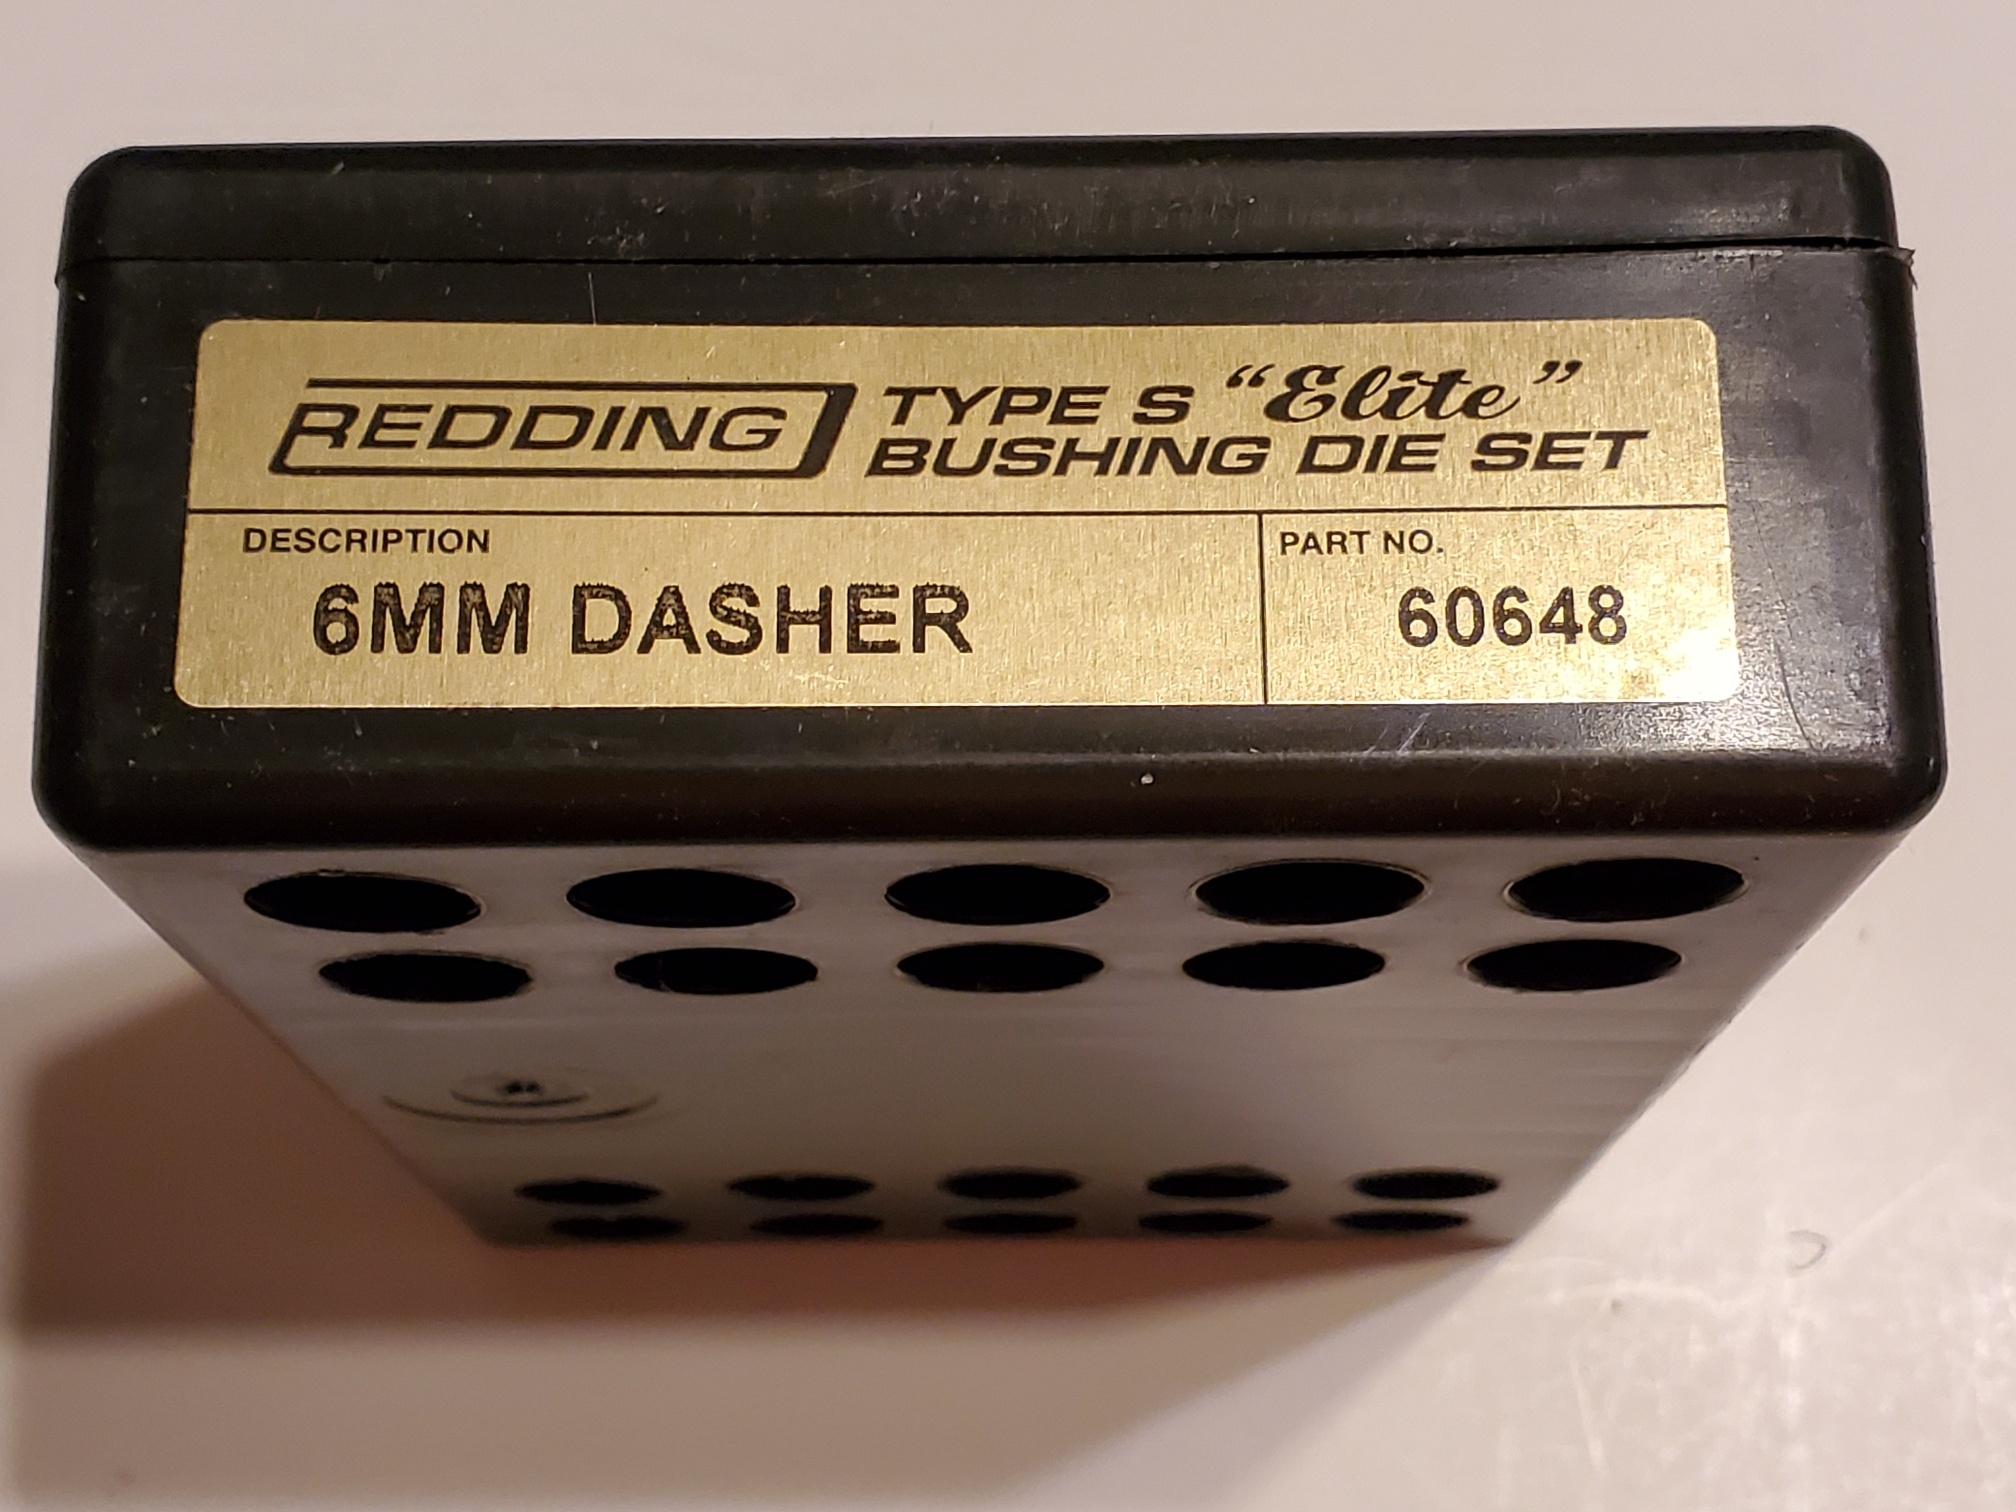 REDDING TYPE S “Elite”
BUSHING DIE SET
DESCRIPTION
6MM DASHER
PART NO.
60648